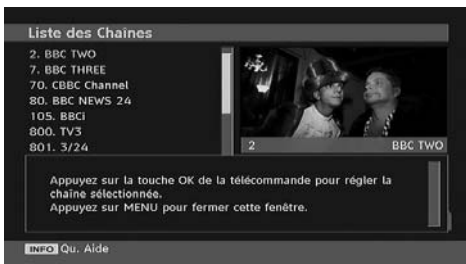 Liste des Chaînes
2. BBC TWO
7. BBC THREE
70. CBBC Channel
80. BBC NEWS 24
105. BBCi
800. TV3
801. 3/24
2 BBC TWO
Appuyez sur la touche OK de la télécommande pour régler la
chaîne sélectionnée.
Appuyez sur MENU pour fermer cette fenêtre.
INFO Qu. Aide